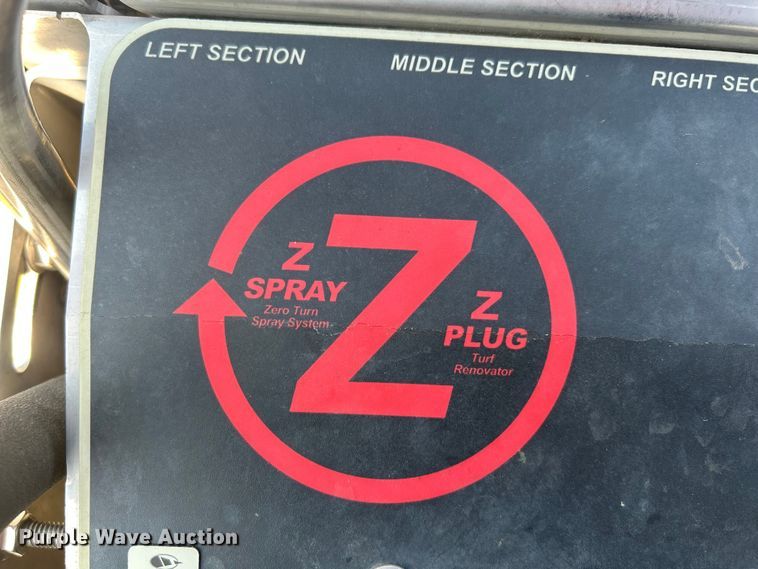 LEFT SECTION
MIDDLE SECTION
RIGHT SEC
Z
SPRAY
Zero Turn
Spray System
Z
Z
PLUG
Turf
Renovator
Purple Wave Auction